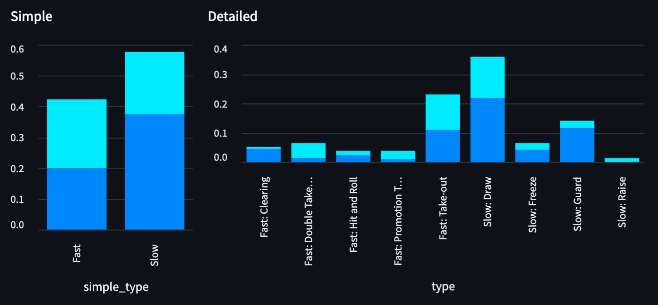 Simple
0.6
0.5
0.4
0.3
0.2
0.1
0.0
Fast
Slow
simple_type
Detailed
0.4
0.3
0.2
0.1
0.0
Fast: Clearing
Fast: Double Take...
Fast: Hit and Roll
Fast: Promotion T...
Fast: Take-out
Slow: Draw
Slow: Freeze
Slow: Guard
Slow: Raise
type